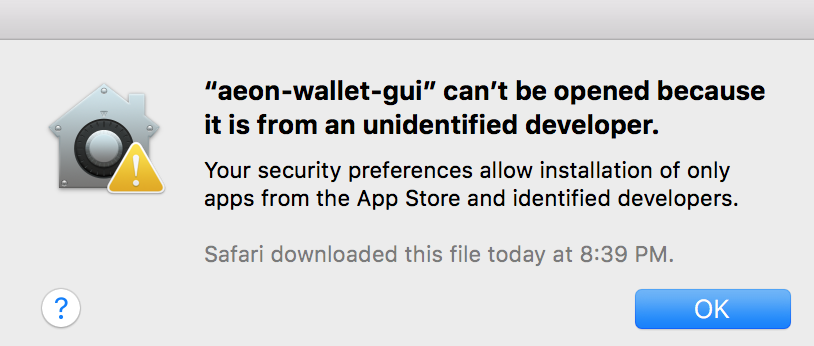 “aeon-wallet-gui” can’t be opened because
it is from an unidentified developer.
Your security preferences allow installation of only
apps from the App Store and identified developers.
Safari downloaded this file today at 8:39 PM.
?
OK